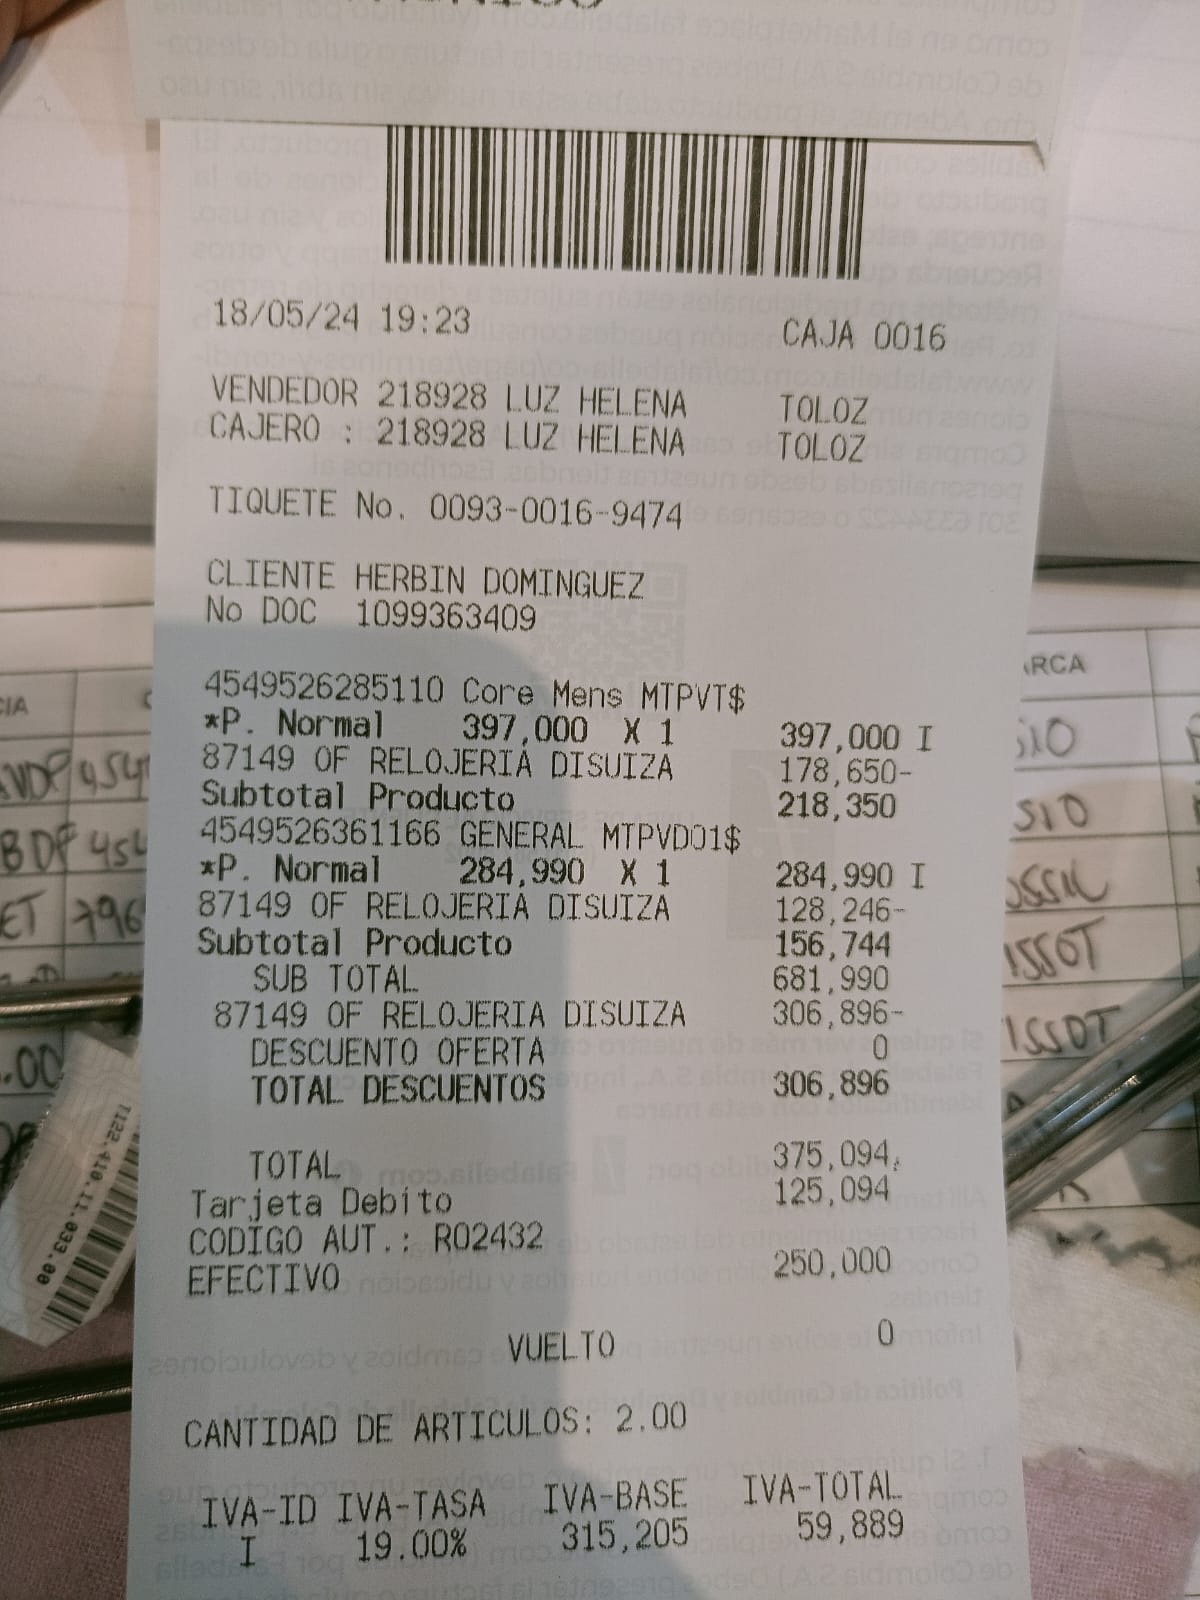 18/05/24 19:23 CAJA 0016
VENDEDOR 218928 LUZ HELENA TOLOZ
CAJERO : 218928 LUZ HELENA TOLOZ
TIQUETE No. 0093-0016-9474
CLIENTE HERBIN DOMINGUEZ
No DOC 1099363409
4549526285110 Core Mens MTPVT$
*P. Normal 397,000 X 1 397,000 I
87149 OF RELOJERIA DISUIZA 178,650-
Subtotal Producto 218,350
4549526361166 GENERAL MTPVD01$
*P. Normal 284,990 X 1 284,990 I
87149 OF RELOJERIA DISUIZA 128,246-
Subtotal Producto 156,744
SUB TOTAL 681,990
87149 OF RELOJERIA DISUIZA 306,896-
DESCUENTO OFERTA 0
TOTAL DESCUENTOS 306,896
TOTAL 375,094
Tarjeta Debito 125,094
CODIGO AUT.: R02432
EFECTIVO 250,000
VUELTO 0
CANTIDAD DE ARTICULOS: 2.00
IVA-ID IVA-TASA IVA-BASE IVA-TOTAL
I 19.00% 315,205 59,889
T122.410.11.033.00